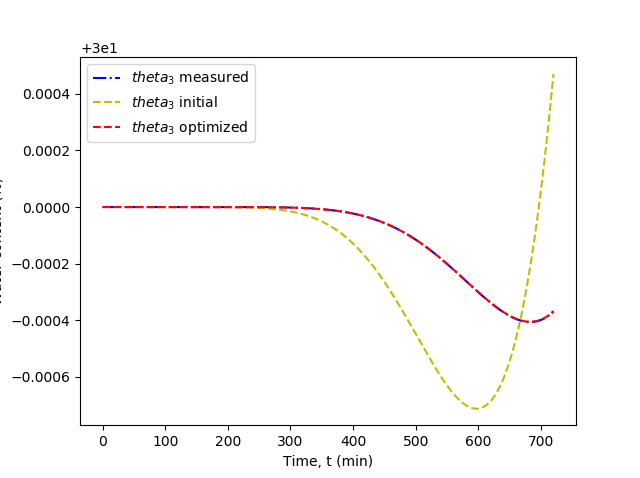 +3e1
theta3 measured
theta3 initial
theta3 optimized
0.0004
0.0002
0.0000
−0.0002
−0.0004
−0.0006
0 100 200 300 400 500 600 700
Time, t (min)